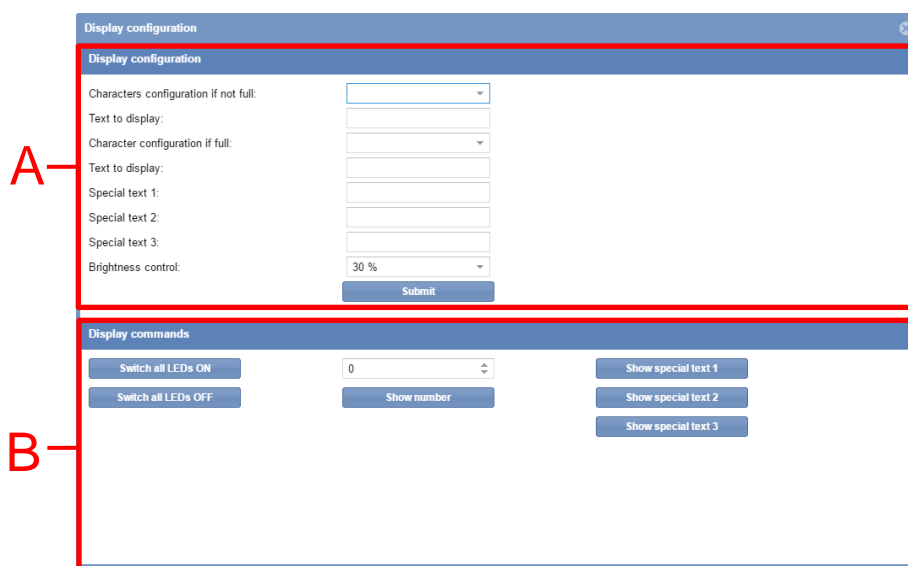 Display configuration
Display configuration
Characters configuration if not full:
Text to display:
Character configuration if full:
A
Text to display:
Special text 1:
Special text 2:
Special text 3:
Brightness control: 30 %
Submit
Display commands
Switch all LEDs ON 0 Show special text 1
Switch all LEDs OFF Show number Show special text 2
Show special text 3
B